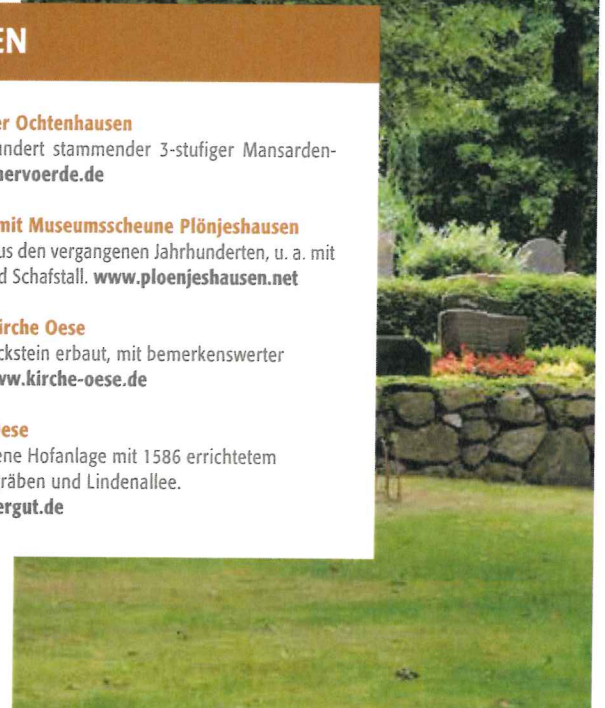 EN
er Ochtenhausen
undert stammender 3-stufiger Mansarden-
nervoerde.de
mit Museumsscheune Plönjeshausen
us den vergangenen Jahrhunderten, u. a. mit
d Schafstall. www.ploenjeshausen.net
irche Oese
ckstein erbaut, mit bemerkenswerter
ww.kirche-oese.de
ese
ene Hofanlage mit 1586 errichtetem
räben und Lindenallee.
ergut.de